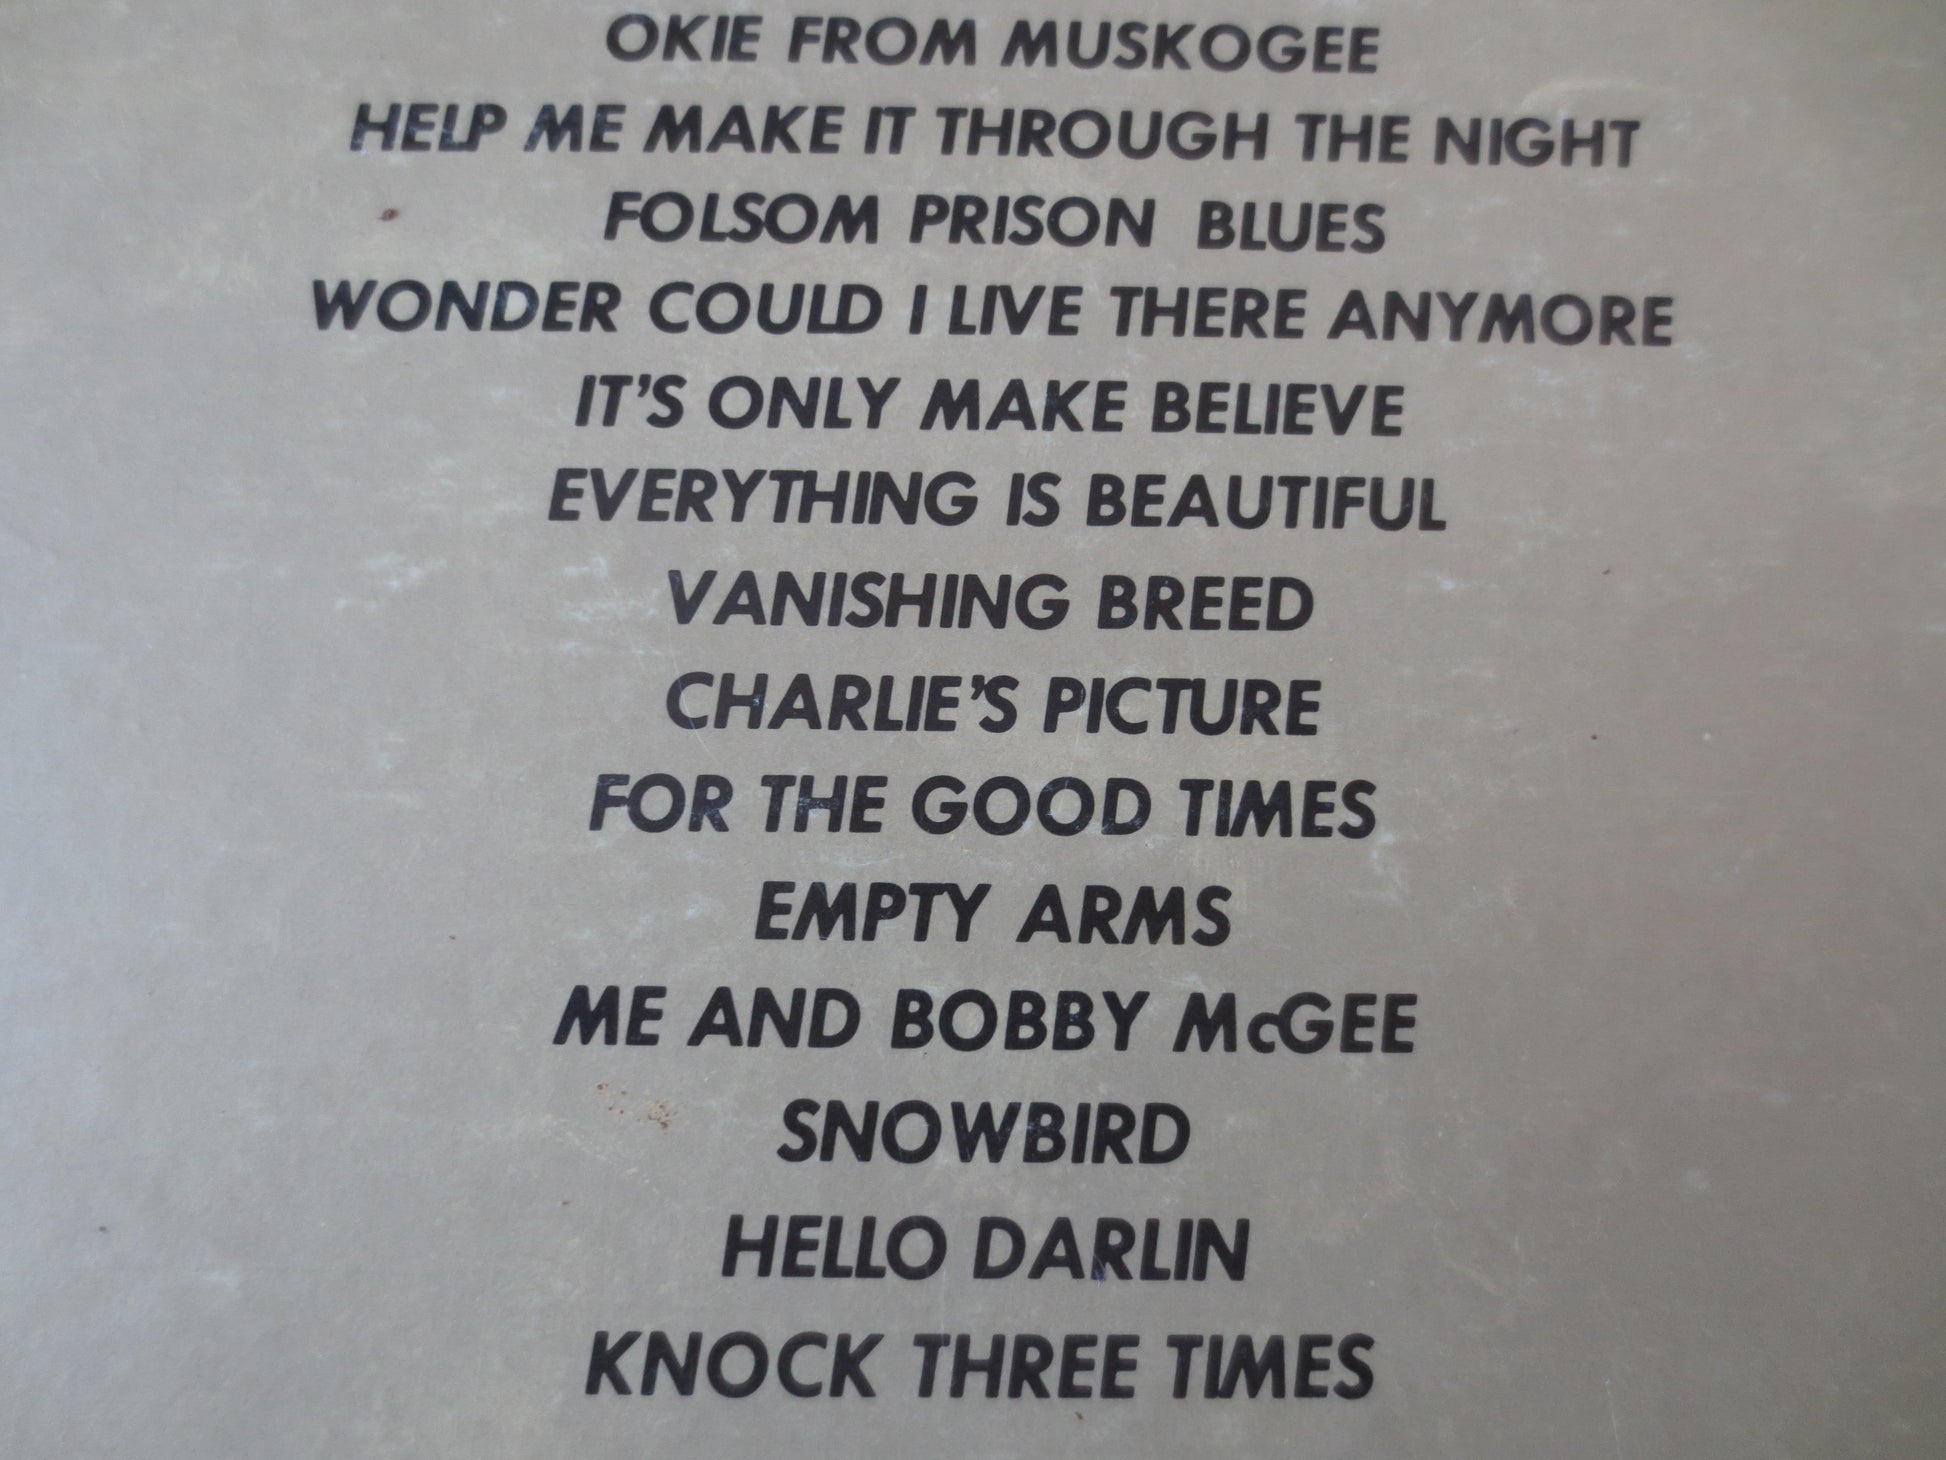 OKIE FROM MUSKOGEE
HELP ME MAKE IT THROUGH THE NIGHT
FOLSOM PRISON BLUES
WONDER COULD I LIVE THERE ANYMORE
IT'S ONLY MAKE BELIEVE
EVERYTHING IS BEAUTIFUL
VANISHING BREED
CHARLIE'S PICTURE
FOR THE GOOD TIMES
EMPTY ARMS
ME AND BOBBY McGEE
SNOWBIRD
HELLO DARLIN
KNOCK THREE TIMES